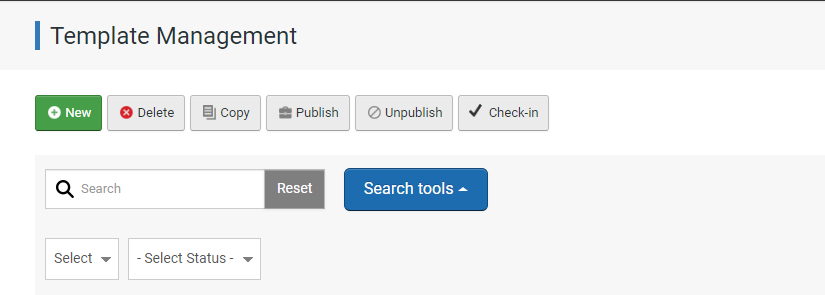 Template Management
New Delete Copy Publish Unpublish Check-in
Search Reset Search tools
Select - Select Status -